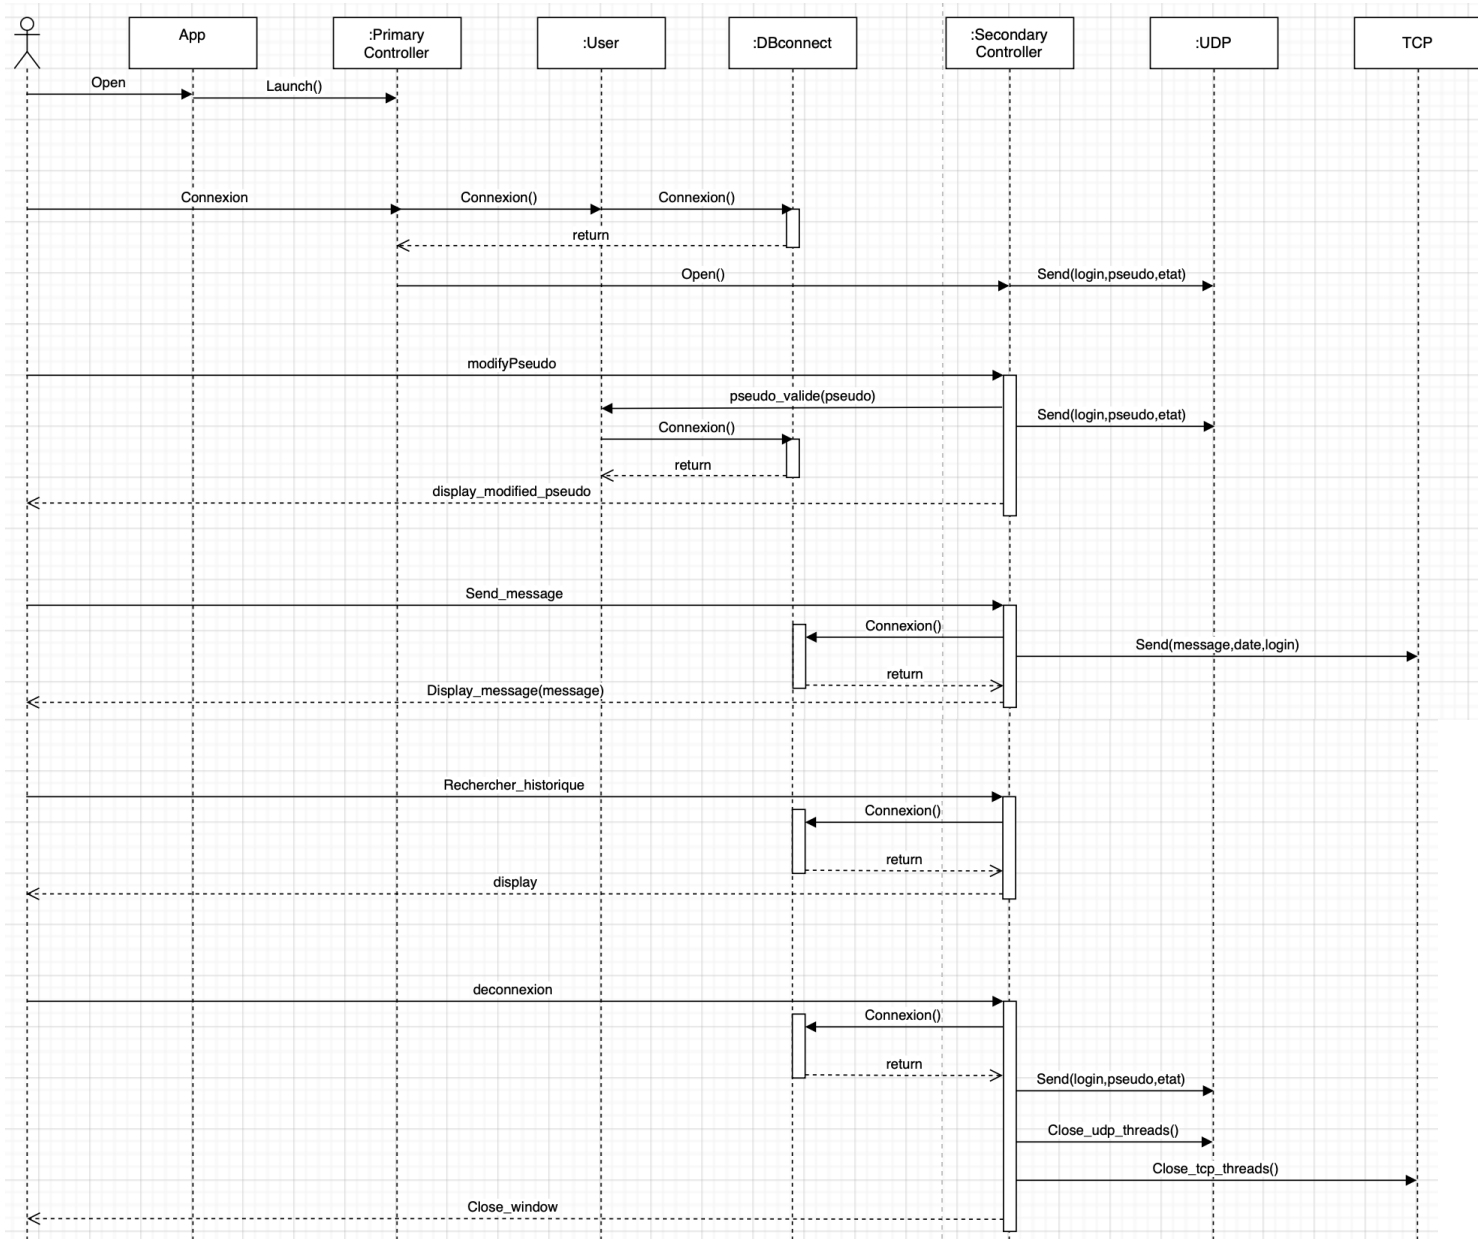 App
:Primary
Controller
:User
:DBconnect
:Secondary
Controller
:UDP
TCP
Open
Launch()
Connexion
Connexion()
Connexion()
return
Open()
Send(login,pseudo,etat)
modifyPseudo
pseudo_valide(pseudo)
Send(login,pseudo,etat)
Connexion()
return
display_modified_pseudo
Send_message
Connexion()
Send(message,date,login)
return
Display_message(message)
Rechercher_historique
Connexion()
return
display
deconnexion
Connexion()
return
Send(login,pseudo,etat)
Close_udp_threads()
Close_tcp_threads()
Close_window